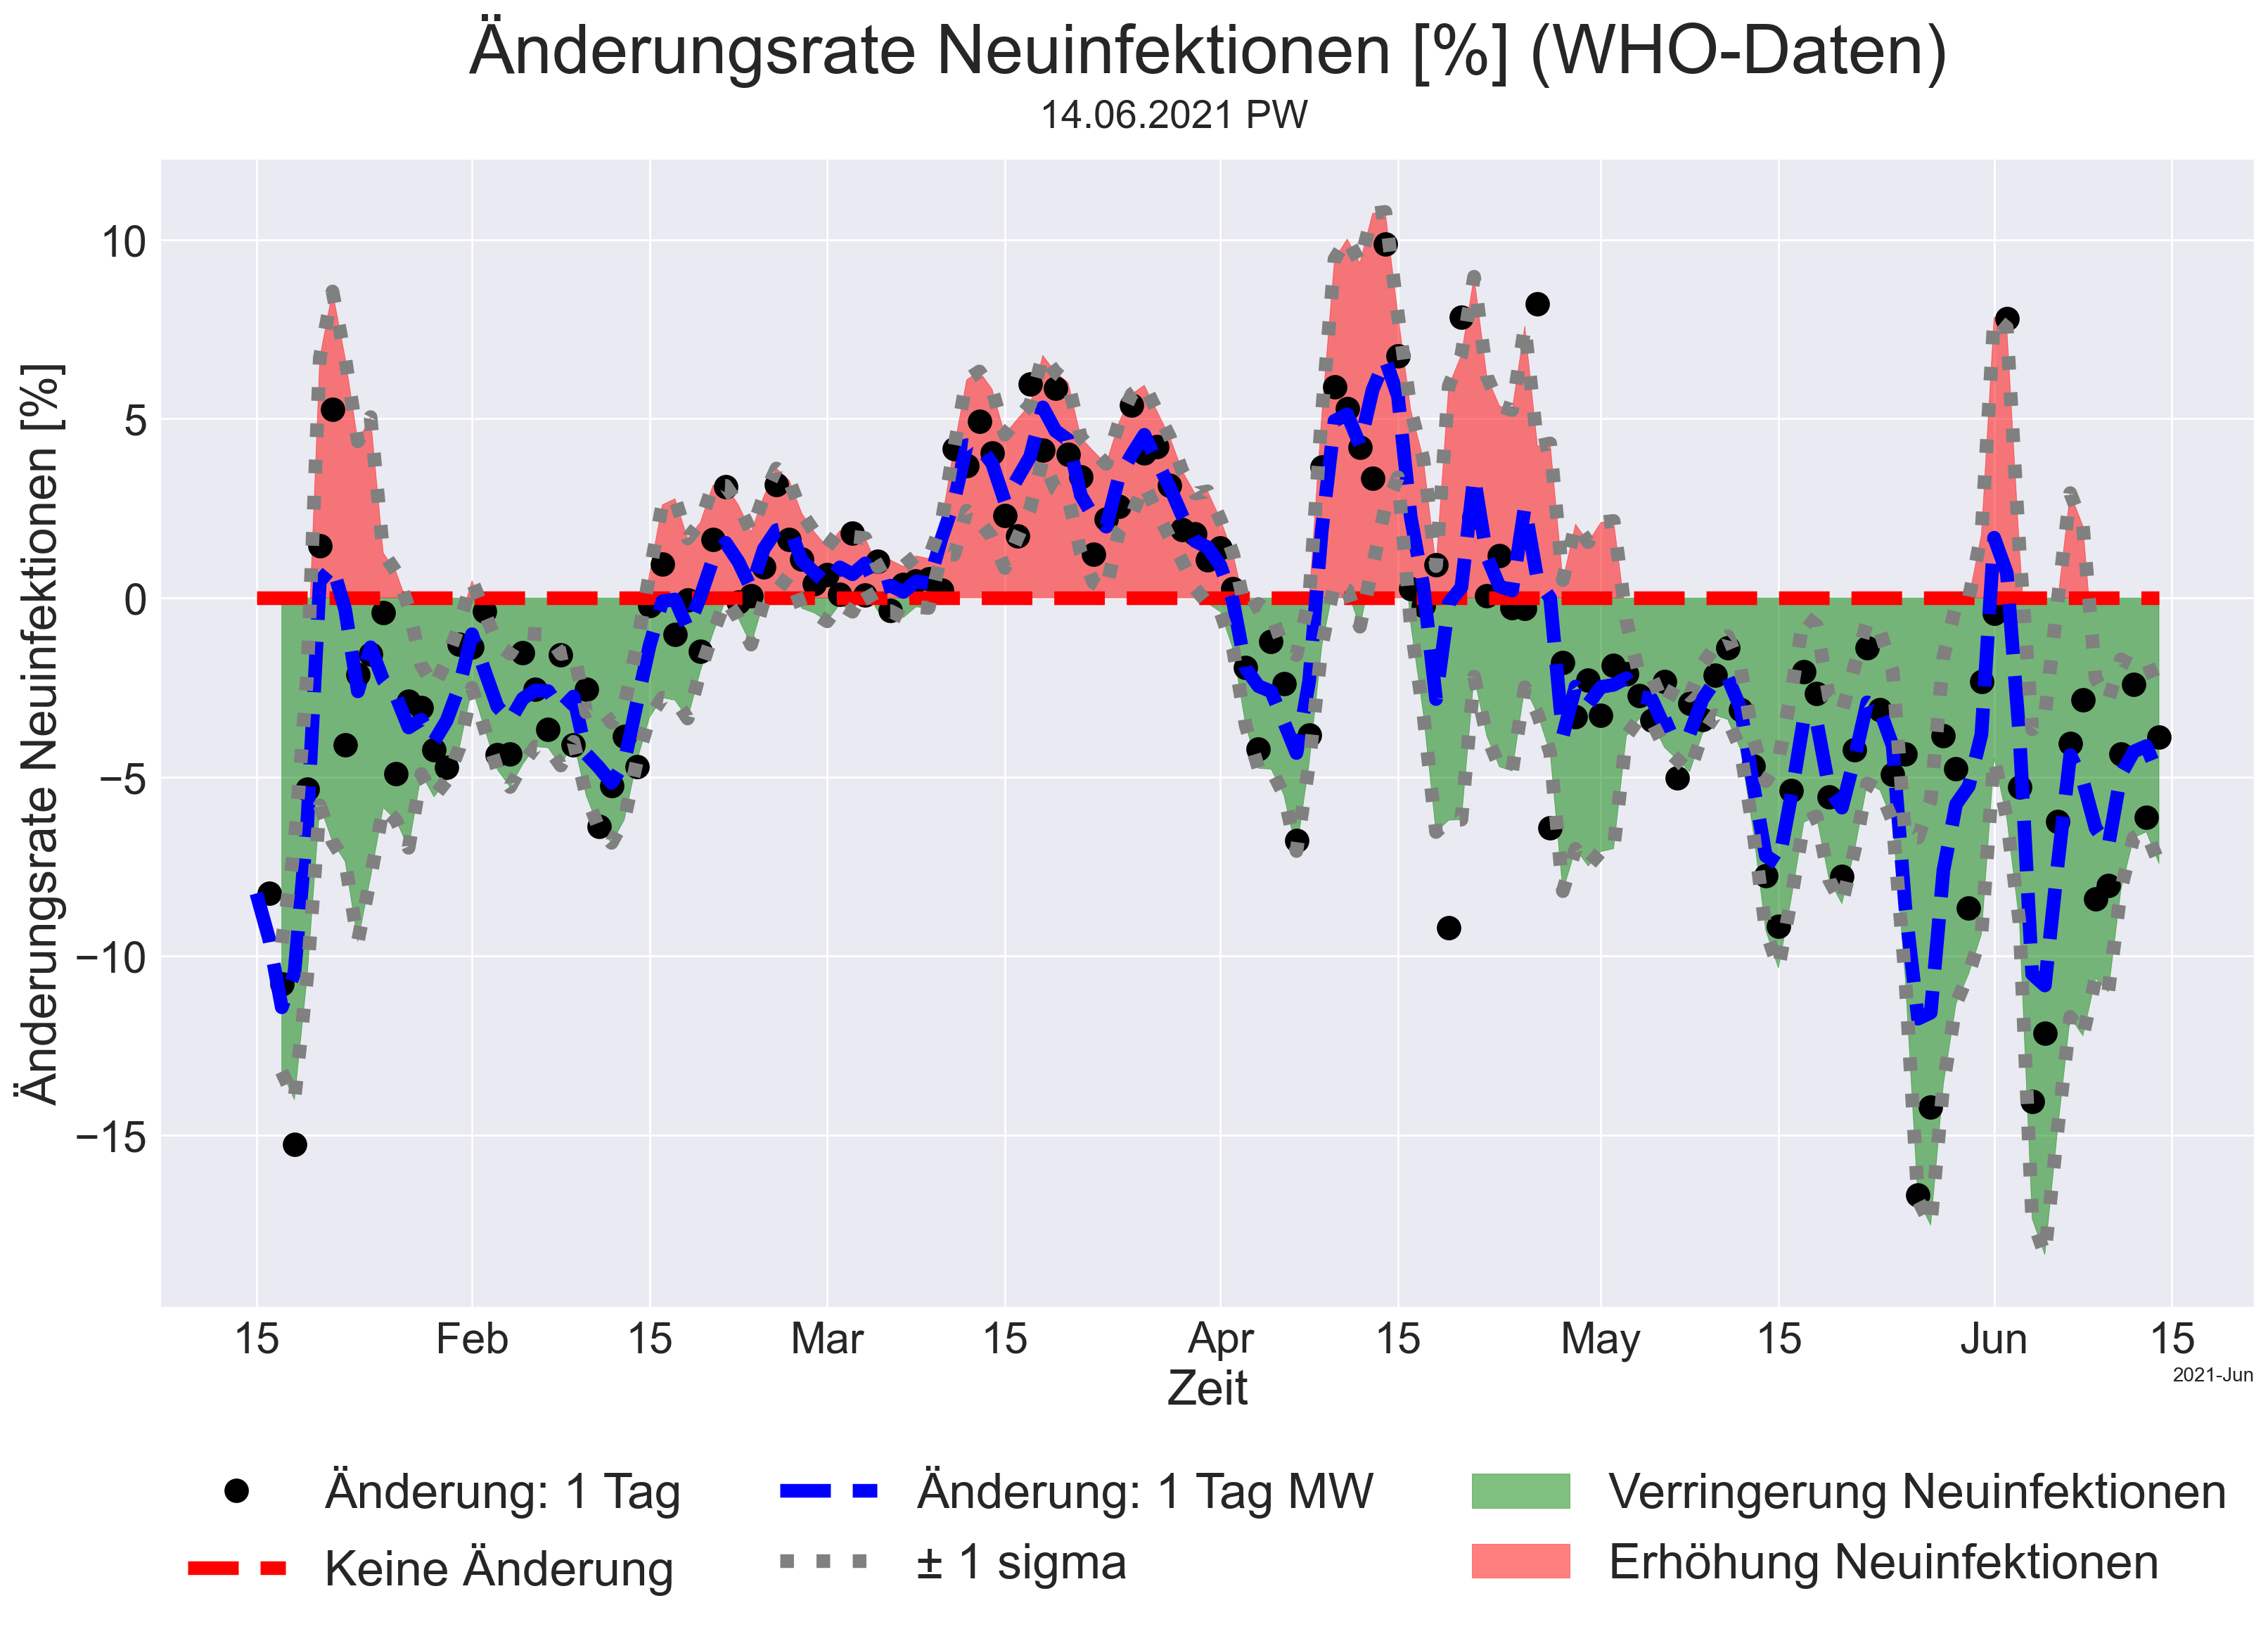 Änderungsrate Neuinfektionen [%] (WHO-Daten)
14.06.2021 PW
Änderungsrate Neuinfektionen [%]
10
5
0
−5
−10
−15
15 Feb 15 Mar 15 Apr 15 May 15 Jun 15
2021-Jun
Zeit
Änderung: 1 Tag
Keine Änderung
Änderung: 1 Tag MW
± 1 sigma
Verringerung Neuinfektionen
Erhöhung Neuinfektionen